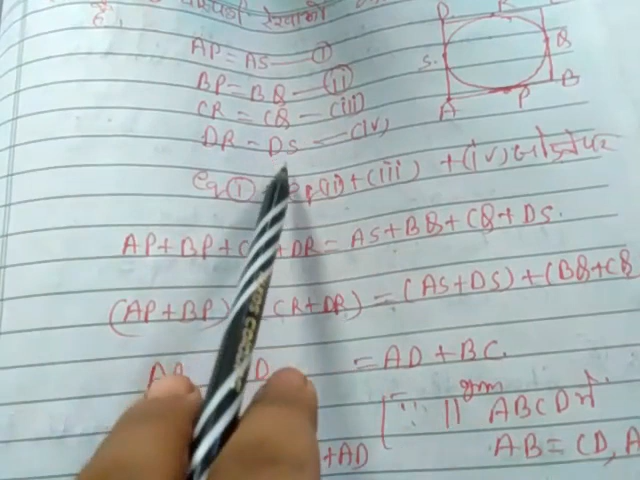 हैं,
AP = AS — (i)
BP = BQ — (ii)
CR = CQ — (iii)
DR = DS — (iv)
R
Q
S
B
A
P
eq (i) (ii) + (iii) + (iv)
AP + BP + DR = AS + BQ + CQ + DS.
(AP + BP) CR + DR) = (AS + DS) + (BQ + CQ
= AD + BC.
[∵ ||gm ABCD में
+ AD
AB = CD, A